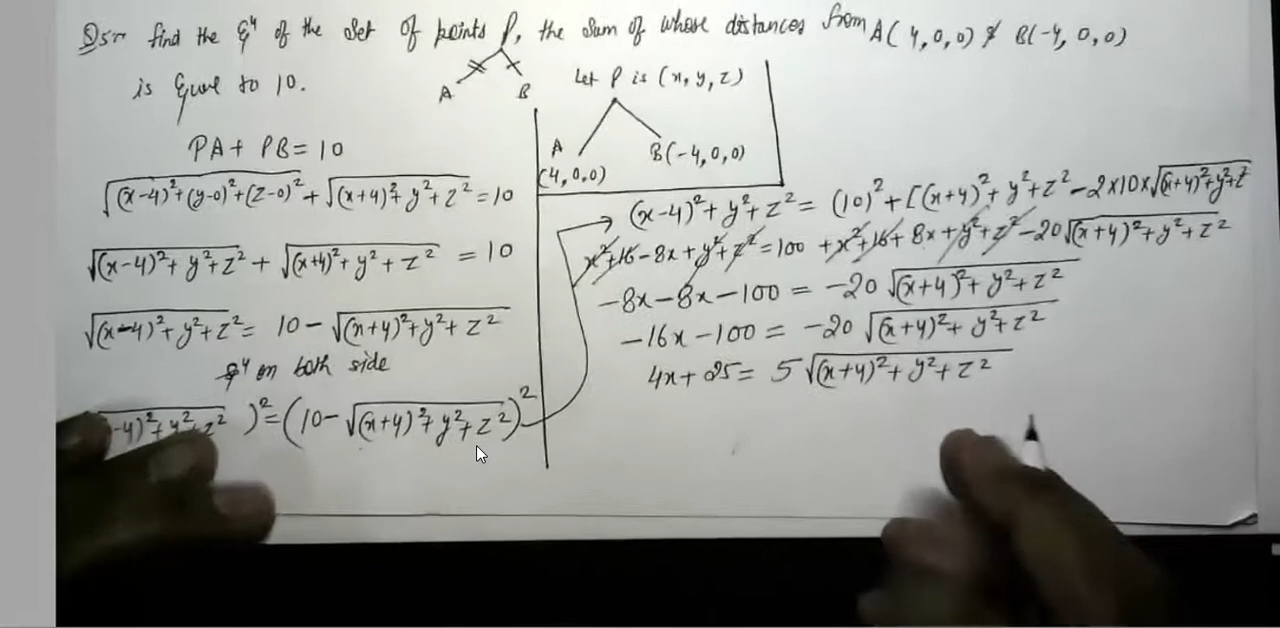 Q5 find the Eqⁿ of the set of points P, the sum of whose distances from A(4,0,0) & B(-4,0,0)
is Equal to 10.
A B
Let P is (x,y,z)
A B(-4,0,0)
(4,0,0)
PA + PB = 10
√((x-4)²+(y-0)²+(z-0)²) + √((x+4)²+y²+z²) = 10
√((x-4)²+y²+z²) + √((x+4)²+y²+z²) = 10
√((x-4)²+y²+z²) = 10-√((x+4)²+y²+z²)
on both side
-4)²+y²+z² )² = (10-√((x+4)²+y²+z²))²
(x-4)²+y²+z² = (10)²+[(x+4)²+y²+z²-2×10×√((x+4)²+y²+z²
x²+16-8x+y²+z² = 100+x²+16+8x+y²+z²-20√((x+4)²+y²+z²)
-8x-8x-100 = -20√((x+4)²+y²+z²)
-16x-100 = -20√((x+4)²+y²+z²)
4x+25 = 5√((x+4)²+y²+z²)